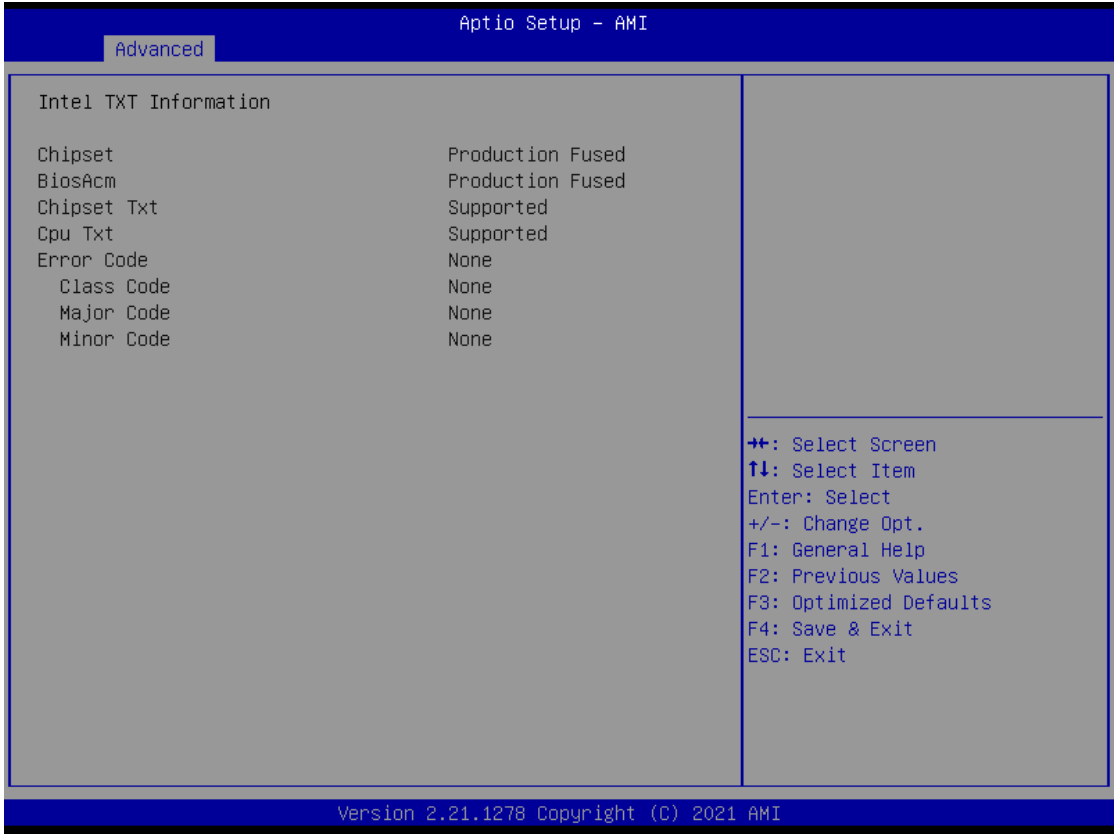 Aptio Setup – AMI
Advanced
Intel TXT Information
Chipset Production Fused
BiosAcm Production Fused
Chipset Txt Supported
Cpu Txt Supported
Error Code None
Class Code None
Major Code None
Minor Code None
→←: Select Screen
↑↓: Select Item
Enter: Select
+/-: Change Opt.
F1: General Help
F2: Previous Values
F3: Optimized Defaults
F4: Save & Exit
ESC: Exit
Version 2.21.1278 Copyright (C) 2021 AMI